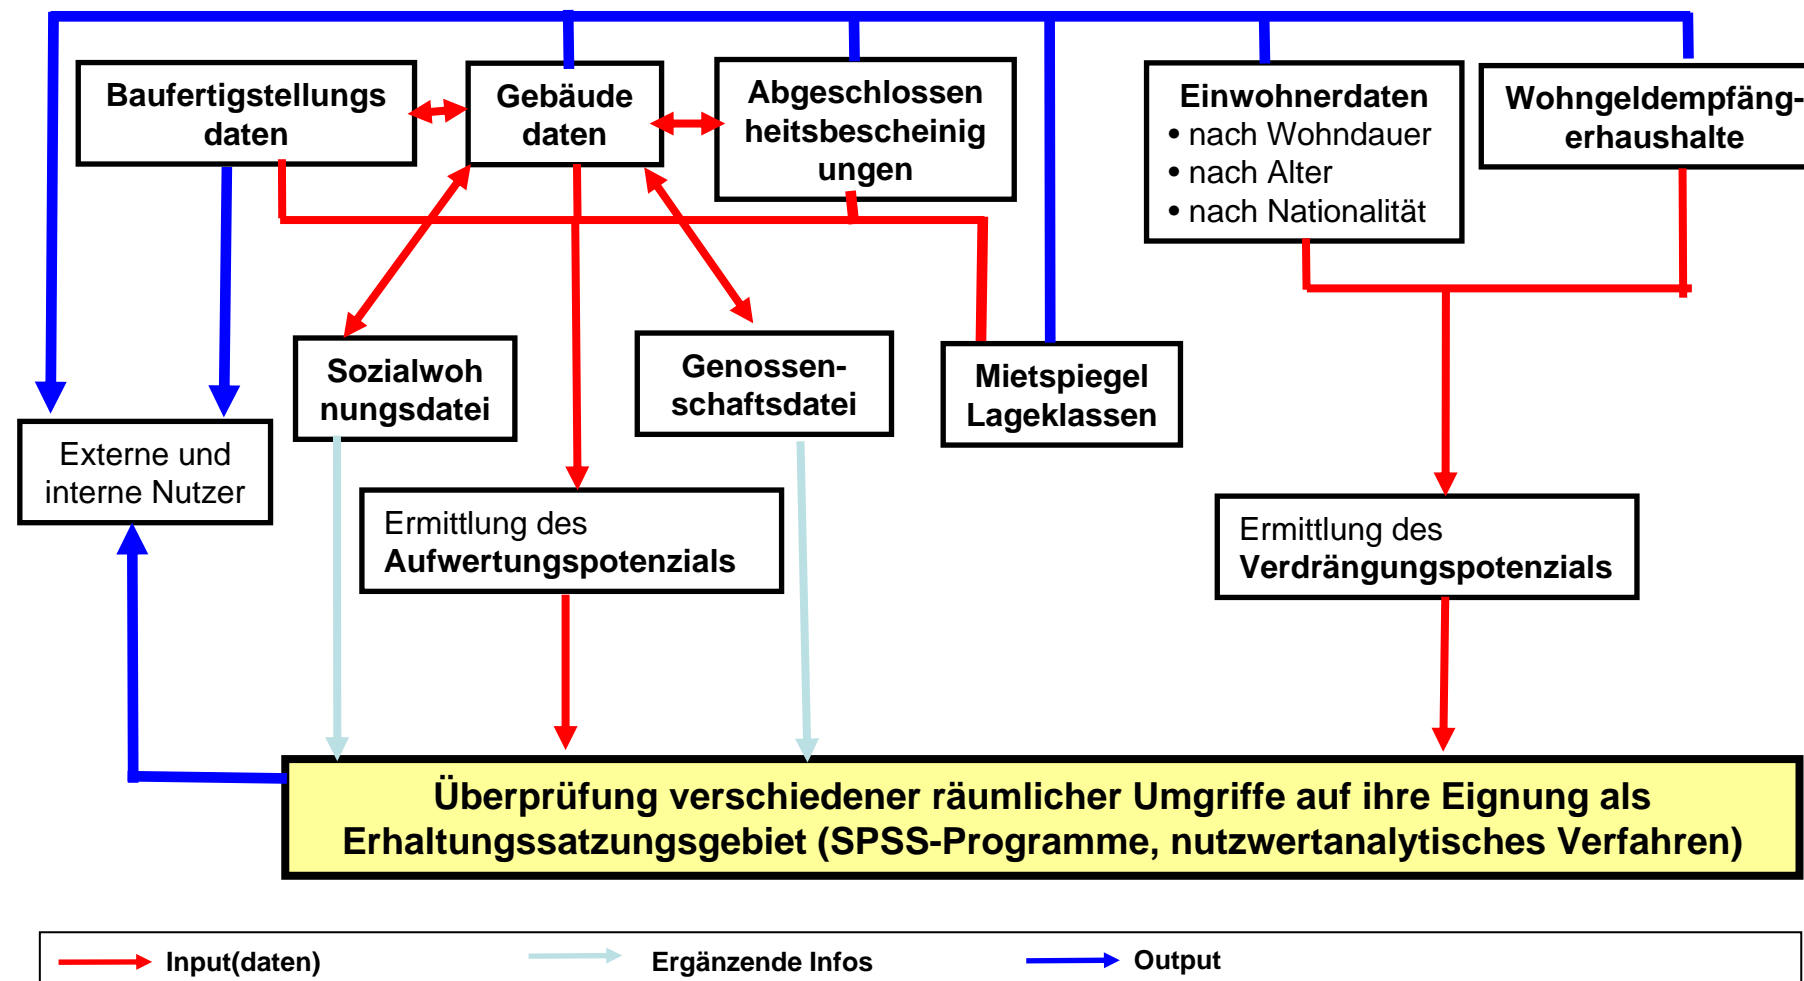 Baufertigstellungs
daten
Gebäude
daten
Abgeschlossen
heitsbescheinig
ungen
Einwohnerdaten
• nach Wohndauer
• nach Alter
• nach Nationalität
Wohngeldempfäng-
erhaushalte
Sozialwoh
nungsdatei
Genossen-
schaftsdatei
Mietspiegel
Lageklassen
Externe und
interne Nutzer
Ermittlung des
Aufwertungspotenzials
Ermittlung des
Verdrängungspotenzials
Überprüfung verschiedener räumlicher Umgriffe auf ihre Eignung als
Erhaltungssatzungsgebiet (SPSS-Programme, nutzwertanalytisches Verfahren)
Input(daten)
Ergänzende Infos
Output